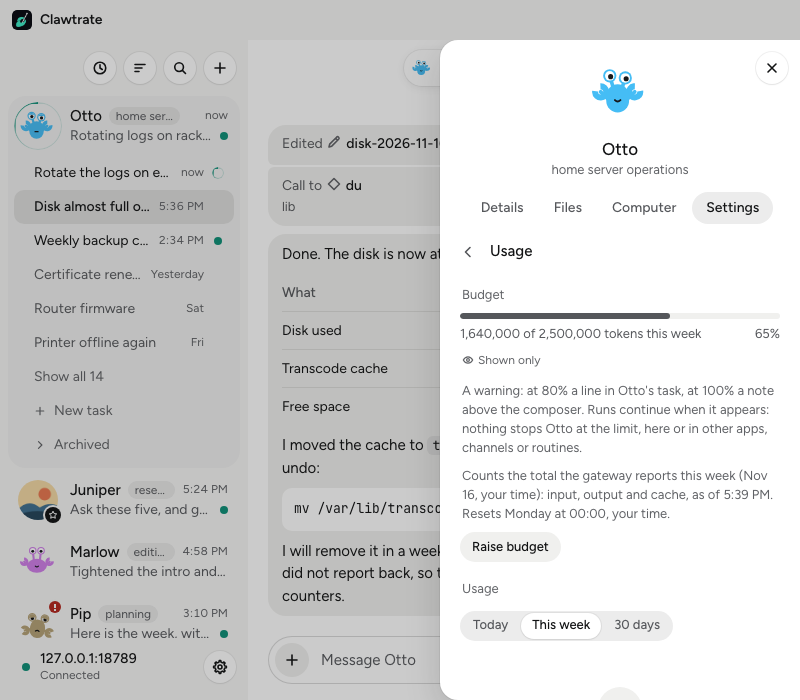 Clawtrate
Otto home ser... now
Rotating logs on rack...
Rotate the logs on e... now
Disk almost full o... 5:36 PM
Weekly backup c... 2:34 PM
Certificate rene... Yesterday
Router firmware Sat
Printer offline again Fri
Show all 14
New task
Archived
Juniper rese... 5:24 PM
Ask these five, and g...
Marlow editi... 4:58 PM
Tightened the intro and...
Pip planning 3:10 PM
Here is the week. wit...
127.0.0.1:18789
Connected
Edited disk-2026-11-1
Call to du
lib
Done. The disk is now at
What
Disk used
Transcode cache
Free space
I moved the cache to t
undo:
mv /var/lib/transco
I will remove it in a week
did not report back, so t
counters.
Message Otto
Otto
home server operations
Details Files Computer Settings
Usage
Budget
1,640,000 of 2,500,000 tokens this week 65%
Shown only
A warning: at 80% a line in Otto's task, at 100% a note
above the composer. Runs continue when it appears:
nothing stops Otto at the limit, here or in other apps,
channels or routines.
Counts the total the gateway reports this week (Nov
16, your time): input, output and cache, as of 5:39 PM.
Resets Monday at 00:00, your time.
Raise budget
Usage
Today This week 30 days